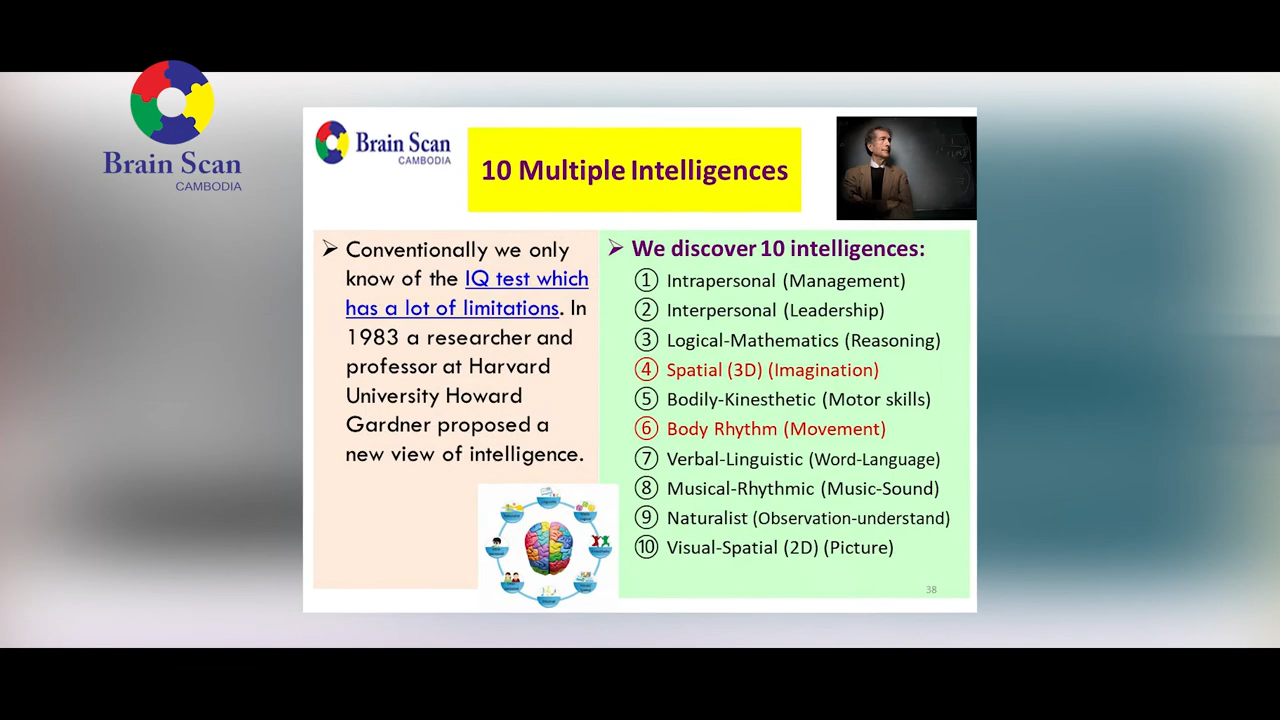 Brain Scan
CAMBODIA
Brain Scan
CAMBODIA
10 Multiple Intelligences
➢ Conventionally we only
know of the IQ test which
has a lot of limitations. In
1983 a researcher and
professor at Harvard
University Howard
Gardner proposed a
new view of intelligence.
➢ We discover 10 intelligences:
① Intrapersonal (Management)
② Interpersonal (Leadership)
③ Logical-Mathematics (Reasoning)
④ Spatial (3D) (Imagination)
⑤ Bodily-Kinesthetic (Motor skills)
⑥ Body Rhythm (Movement)
⑦ Verbal-Linguistic (Word-Language)
⑧ Musical-Rhythmic (Music-Sound)
⑨ Naturalist (Observation-understand)
⑩ Visual-Spatial (2D) (Picture)
38